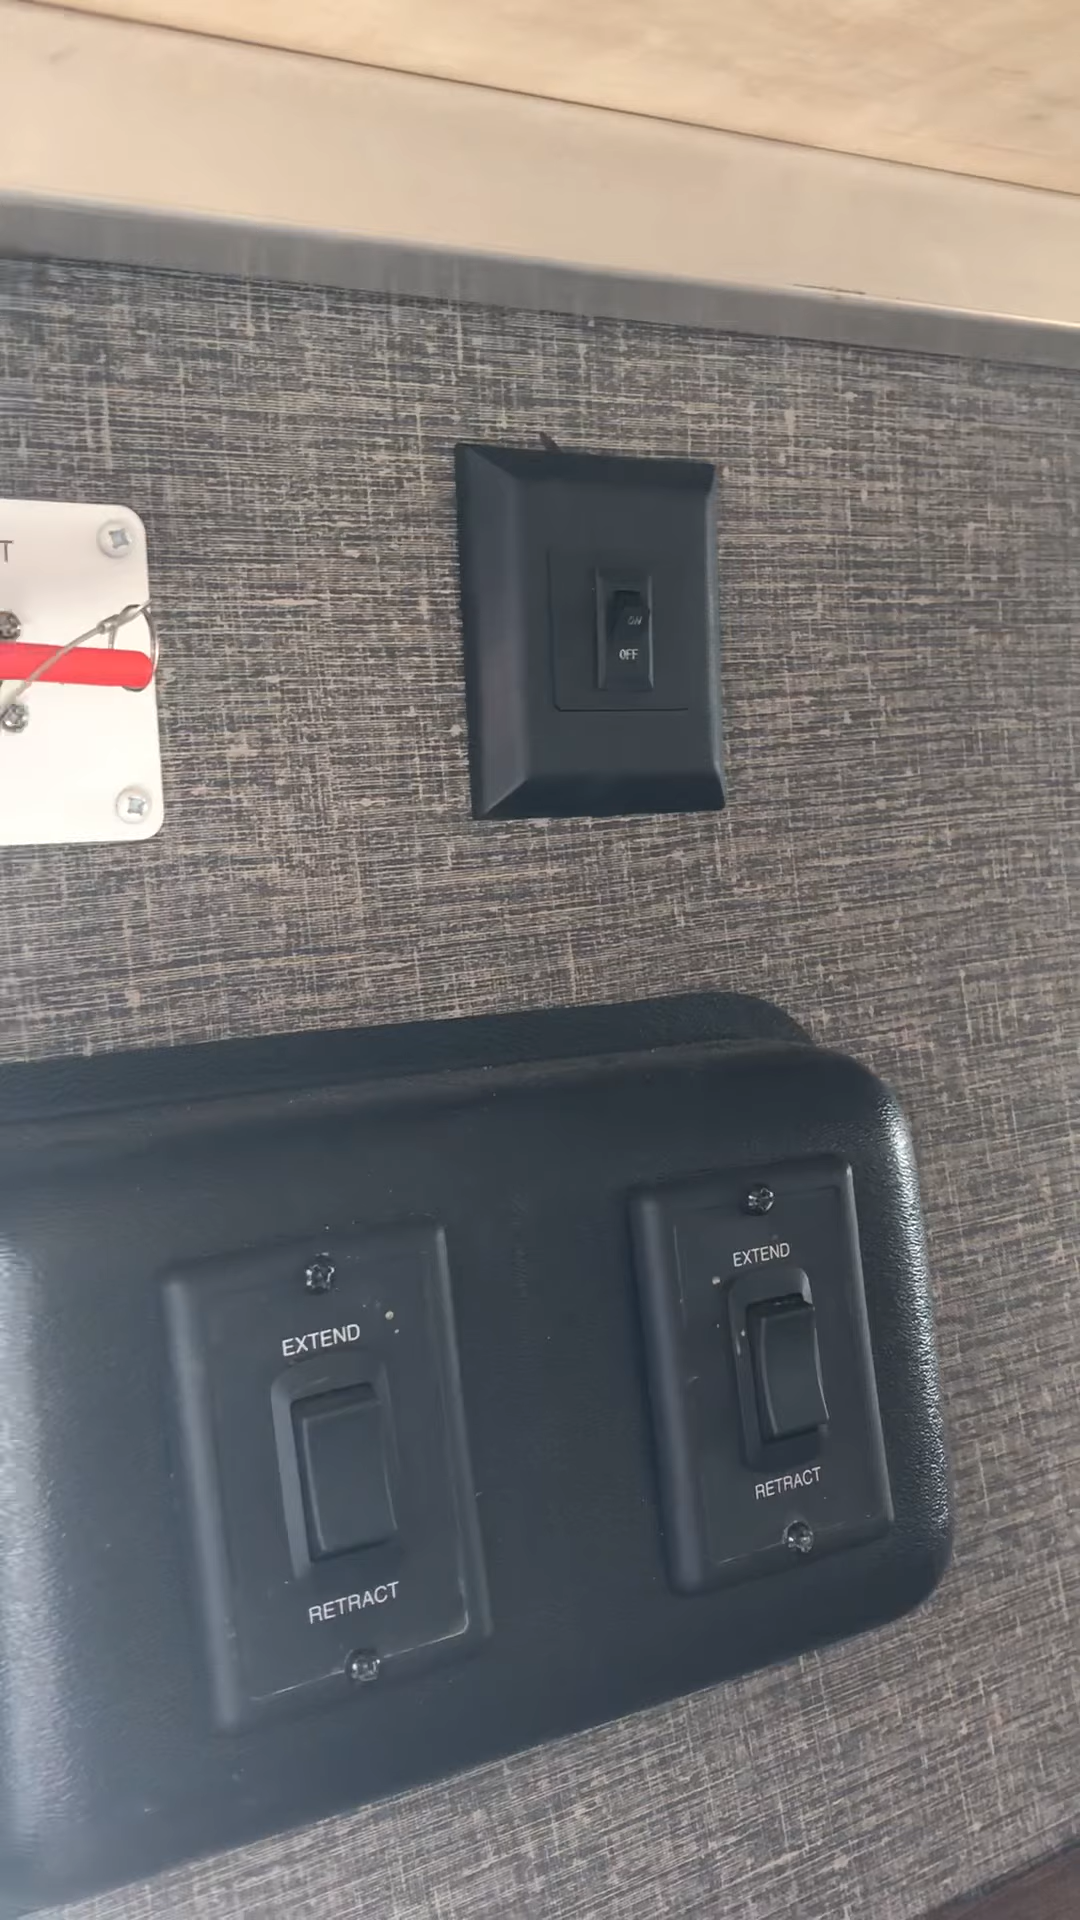 T
ON
OFF
EXTEND
RETRACT
EXTEND
RETRACT